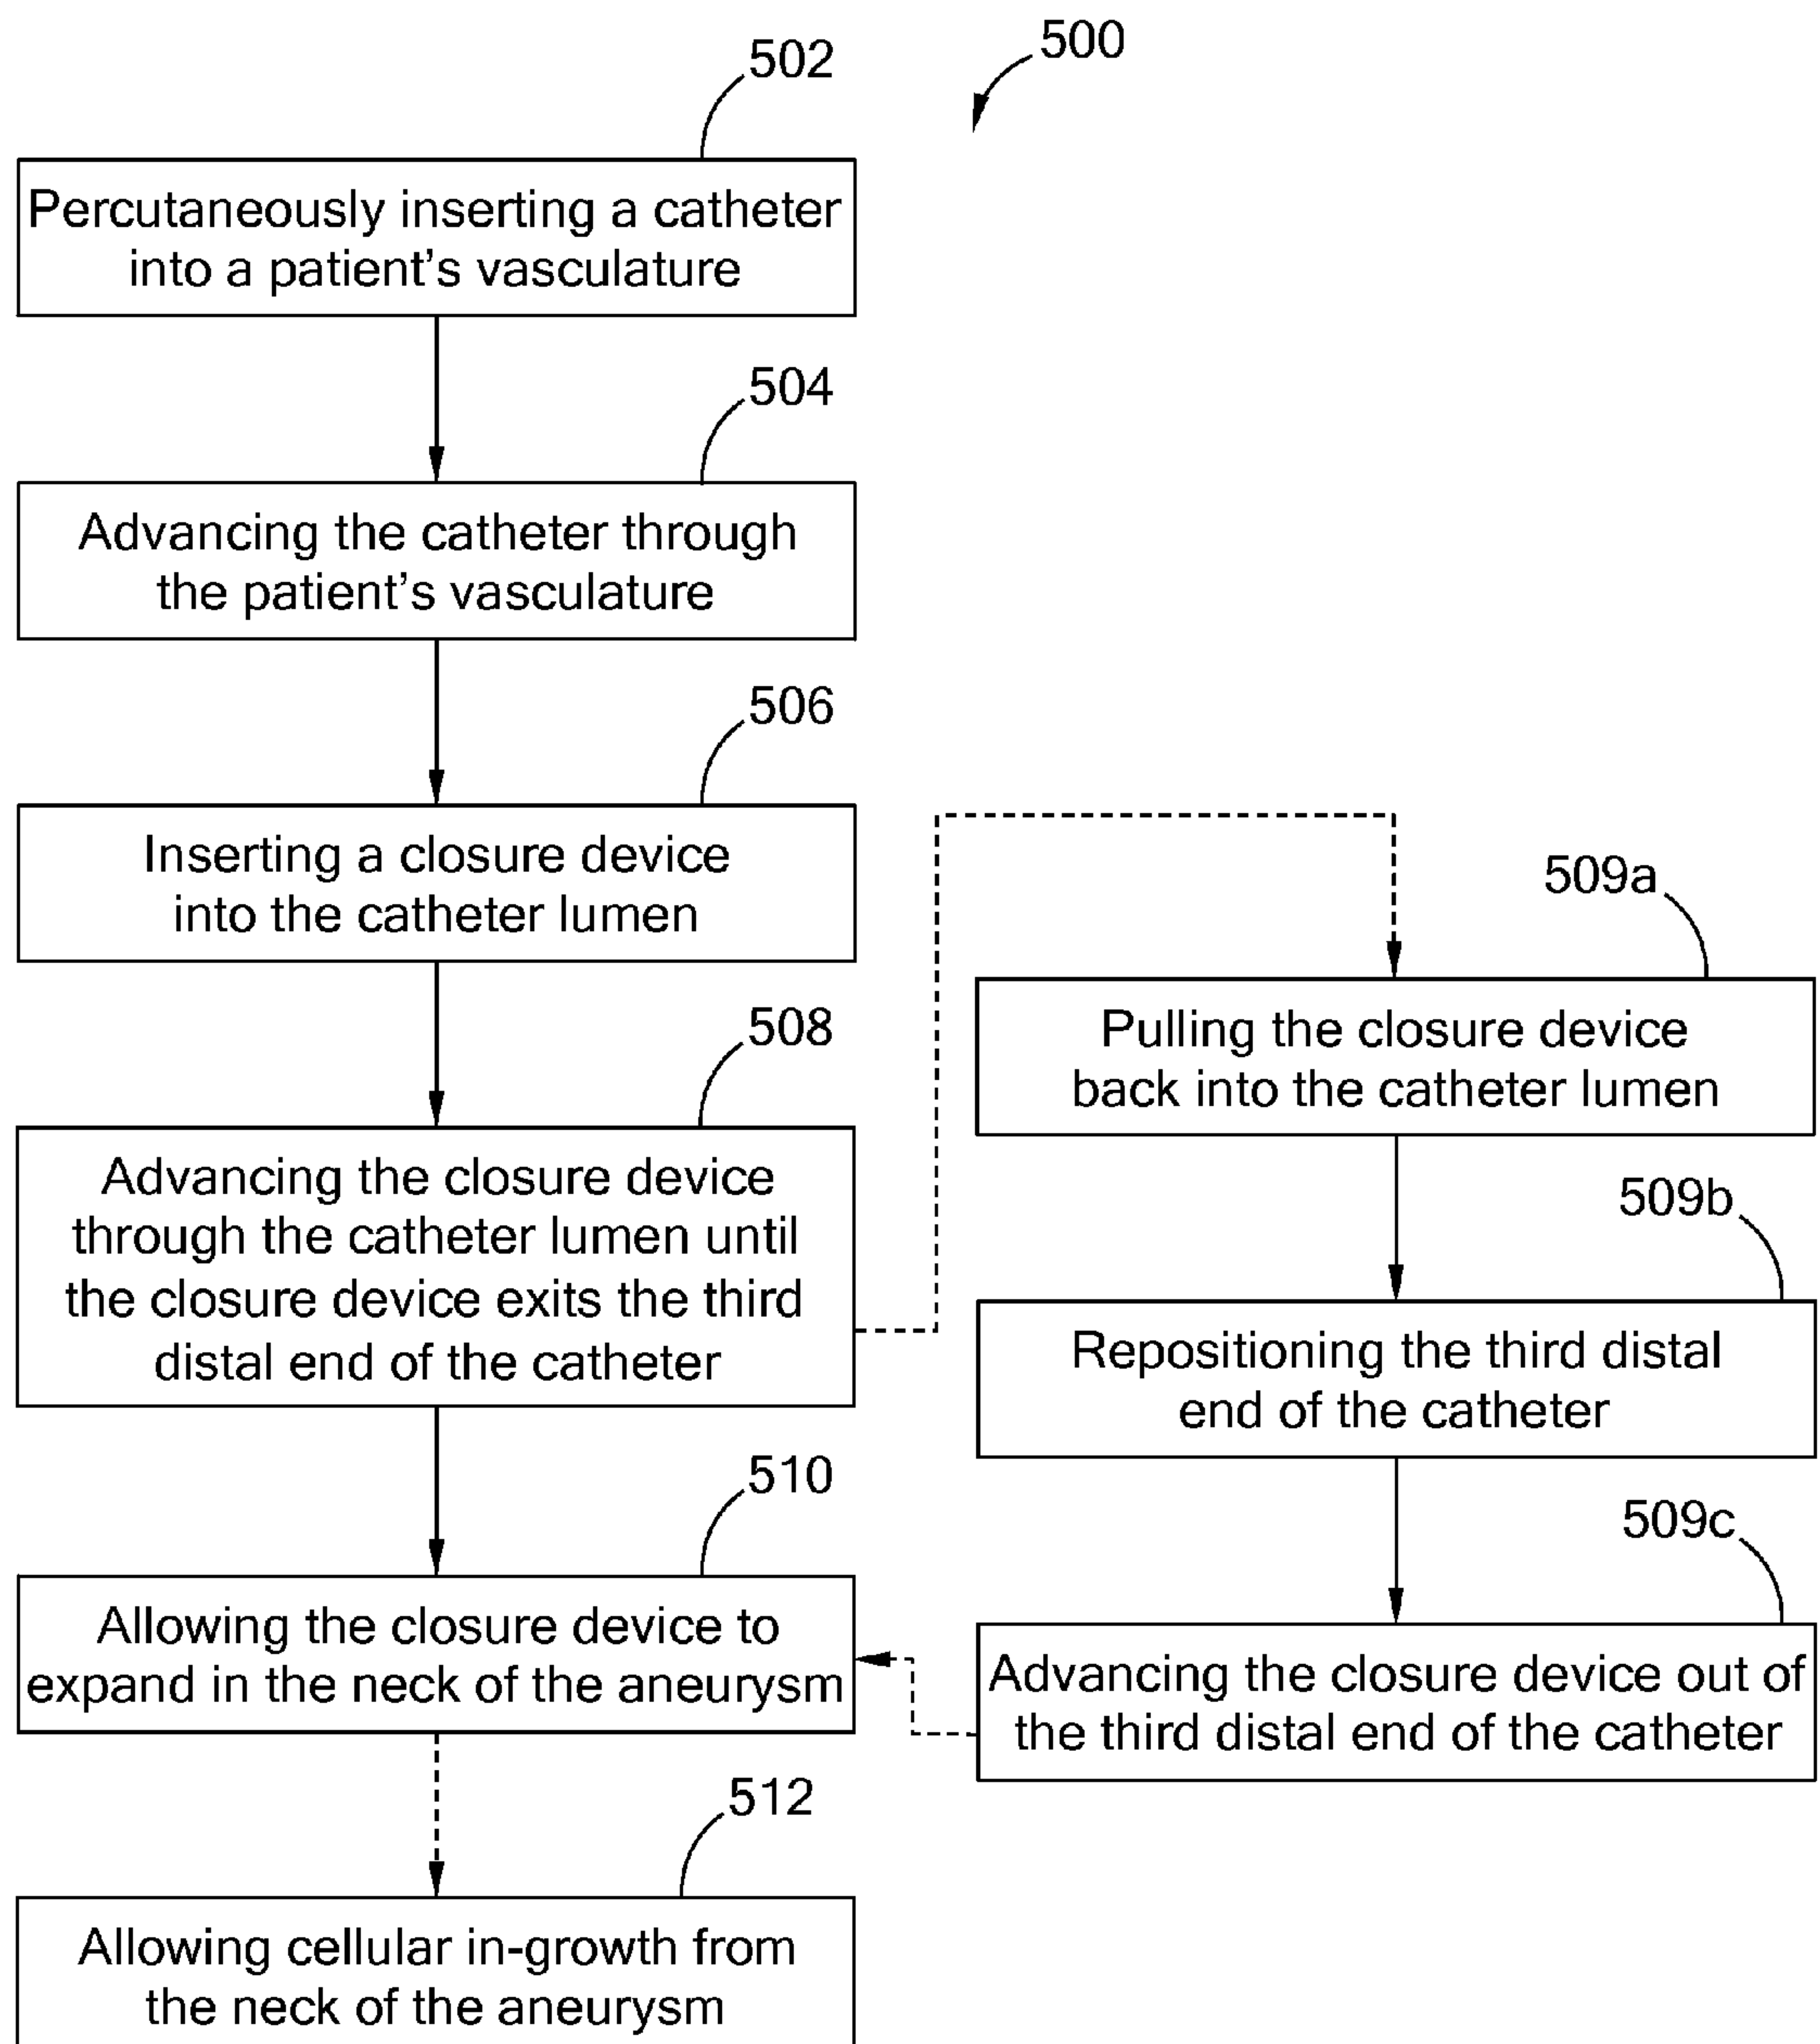 500
502
Percutaneously inserting a catheter
into a patient's vasculature
504
Advancing the catheter through
the patient's vasculature
506
Inserting a closure device
into the catheter lumen
508
Advancing the closure device
through the catheter lumen until
the closure device exits the third
distal end of the catheter
509a
Pulling the closure device
back into the catheter lumen
509b
Repositioning the third distal
end of the catheter
509c
Advancing the closure device out of
the third distal end of the catheter
510
Allowing the closure device to
expand in the neck of the aneurysm
512
Allowing cellular in-growth from
the neck of the aneurysm